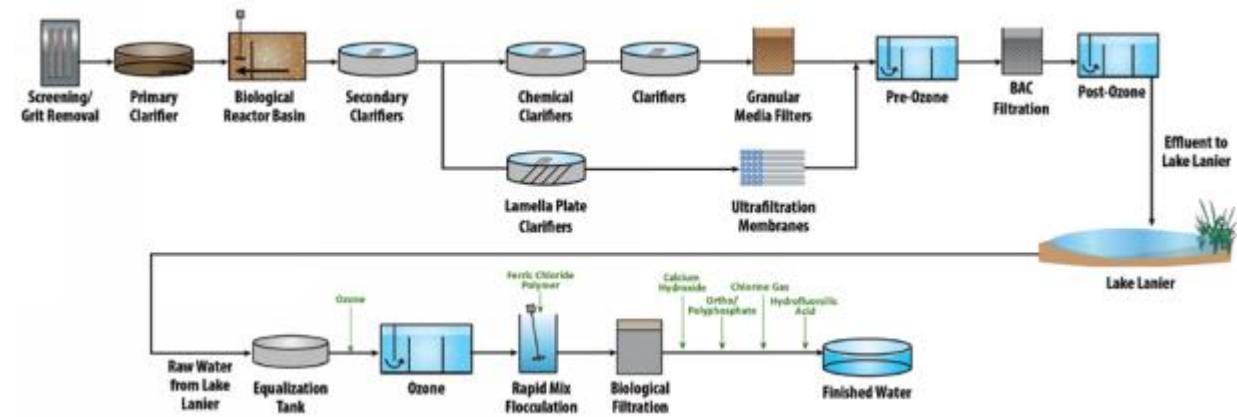 Screening/
Grit Removal
Primary
Clarifier
Biological
Reactor Basin
Secondary
Clarifiers
Chemical
Clarifiers
Clarifiers
Granular
Media Filters
Pre-Ozone
BAC
Filtration
Post-Ozone
Effluent to
Lake Lanier
Lamella Plate
Clarifiers
Ultrafiltration
Membranes
Lake Lanier
Raw Water
from Lake
Lanier
Equalization
Tank
Ozone
Ozone
Ferric Chloride
Polymer
Rapid Mix
Flocculation
Biological
Filtration
Calcium
Hydroxide
Ortho/
Polyphosphate
Chlorine Gas
Hydrofluorsilic
Acid
Finished Water